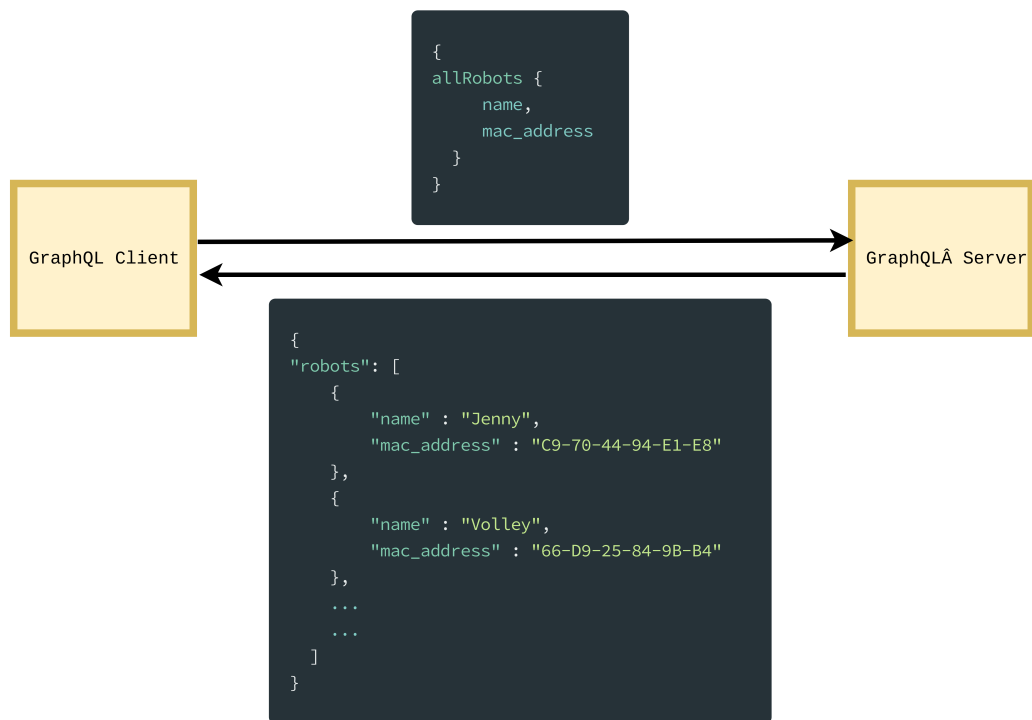 {
allRobots {
     name,
     mac_address
  }
}
GraphQL Client
GraphQLÂ Server
{
"robots": [
    {
        "name" : "Jenny",
        "mac_address" : "C9-70-44-94-E1-E8"
    },
    {
        "name" : "Volley",
        "mac_address" : "66-D9-25-84-9B-B4"
    },
    ...
    ...
  ]
}